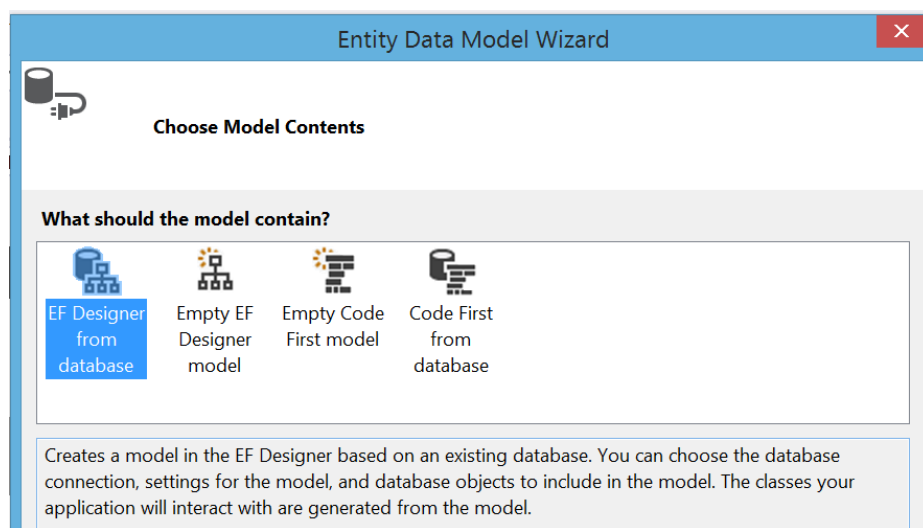 Entity Data Model Wizard
Choose Model Contents
What should the model contain?
EF Designer
from
database
Empty EF
Designer
model
Empty Code
First model
Code First
from
database
Creates a model in the EF Designer based on an existing database. You can choose the database
connection, settings for the model, and database objects to include in the model. The classes your
application will interact with are generated from the model.